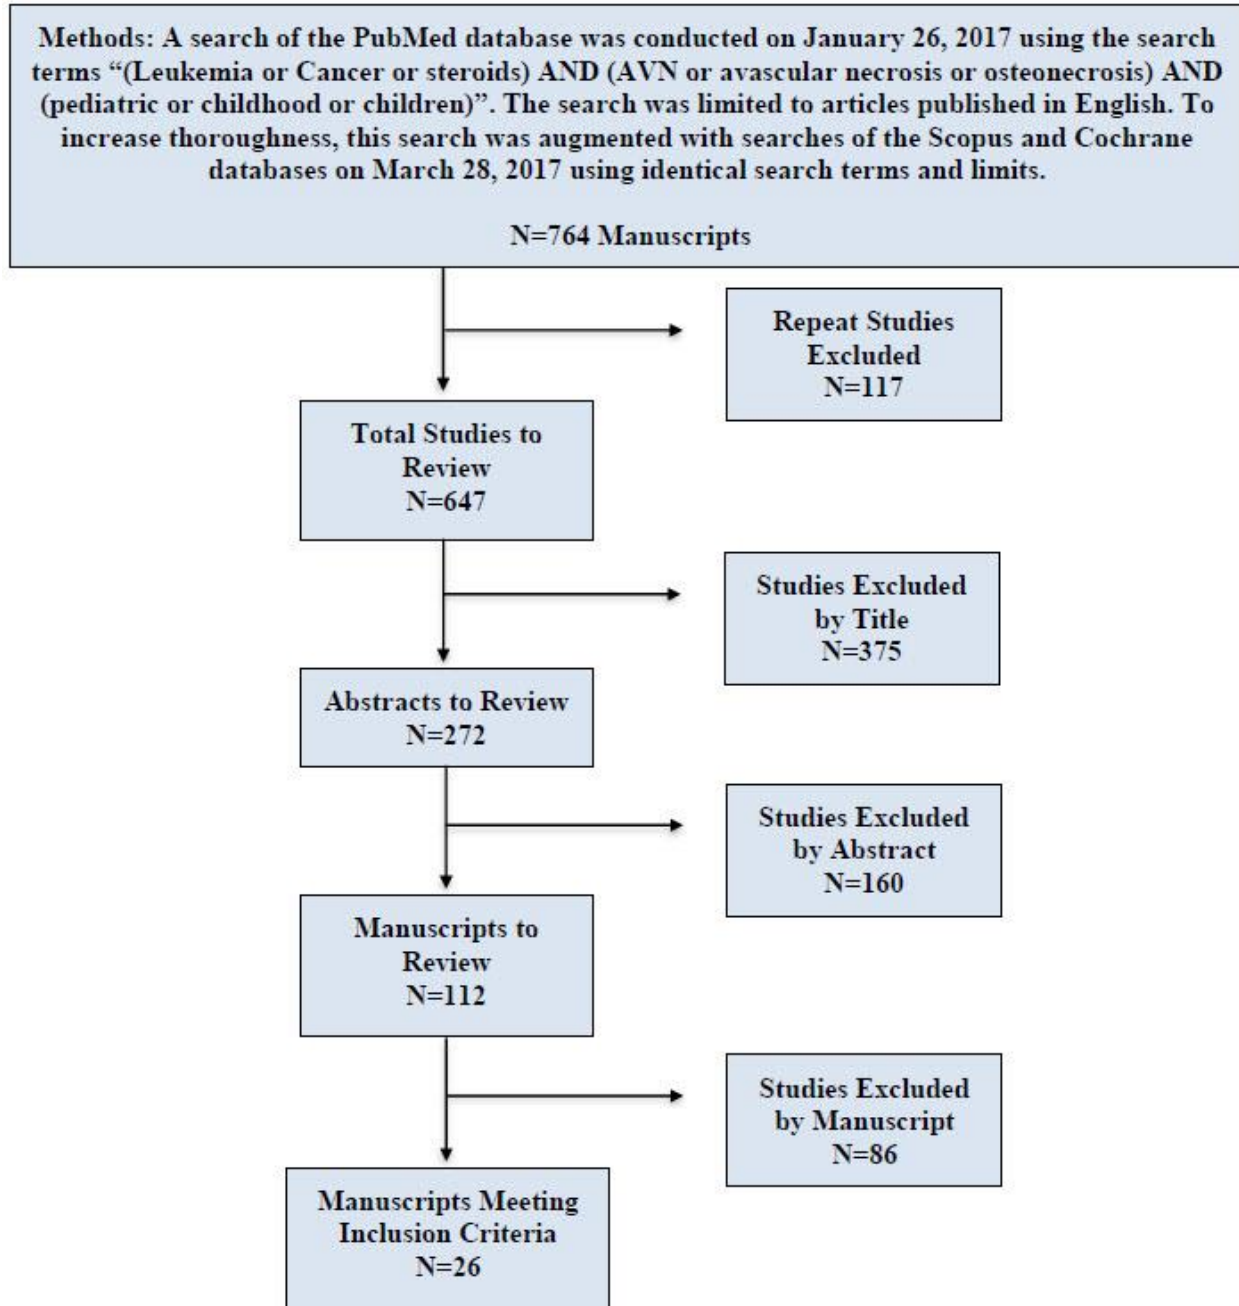 Methods: A search of the PubMed database was conducted on January 26, 2017 using the search
terms “(Leukemia or Cancer or steroids) AND (AVN or avascular necrosis or osteonecrosis) AND
(pediatric or childhood or children)”. The search was limited to articles published in English. To
increase thoroughness, this search was augmented with searches of the Scopus and Cochrane
databases on March 28, 2017 using identical search terms and limits.
N=764 Manuscripts
Repeat Studies
Excluded
N=117
Total Studies to
Review
N=647
Studies Excluded
by Title
N=375
Abstracts to Review
N=272
Studies Excluded
by Abstract
N=160
Manuscripts to
Review
N=112
Studies Excluded
by Manuscript
N=86
Manuscripts Meeting
Inclusion Criteria
N=26